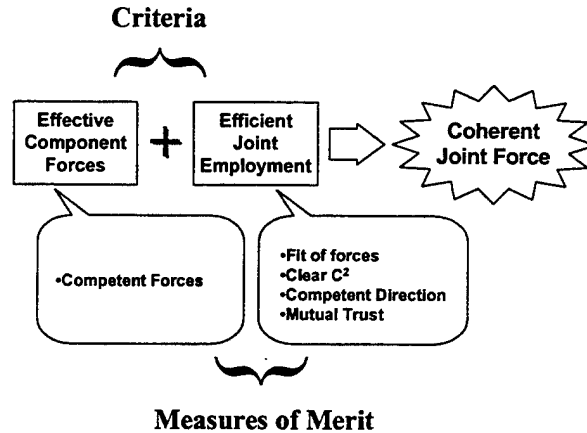 Criteria
Effective
Component
Forces
+
Efficient
Joint
Employment
Coherent
Joint Force
•Competent Forces
•Fit of forces
•Clear C²
•Competent Direction
•Mutual Trust
Measures of Merit